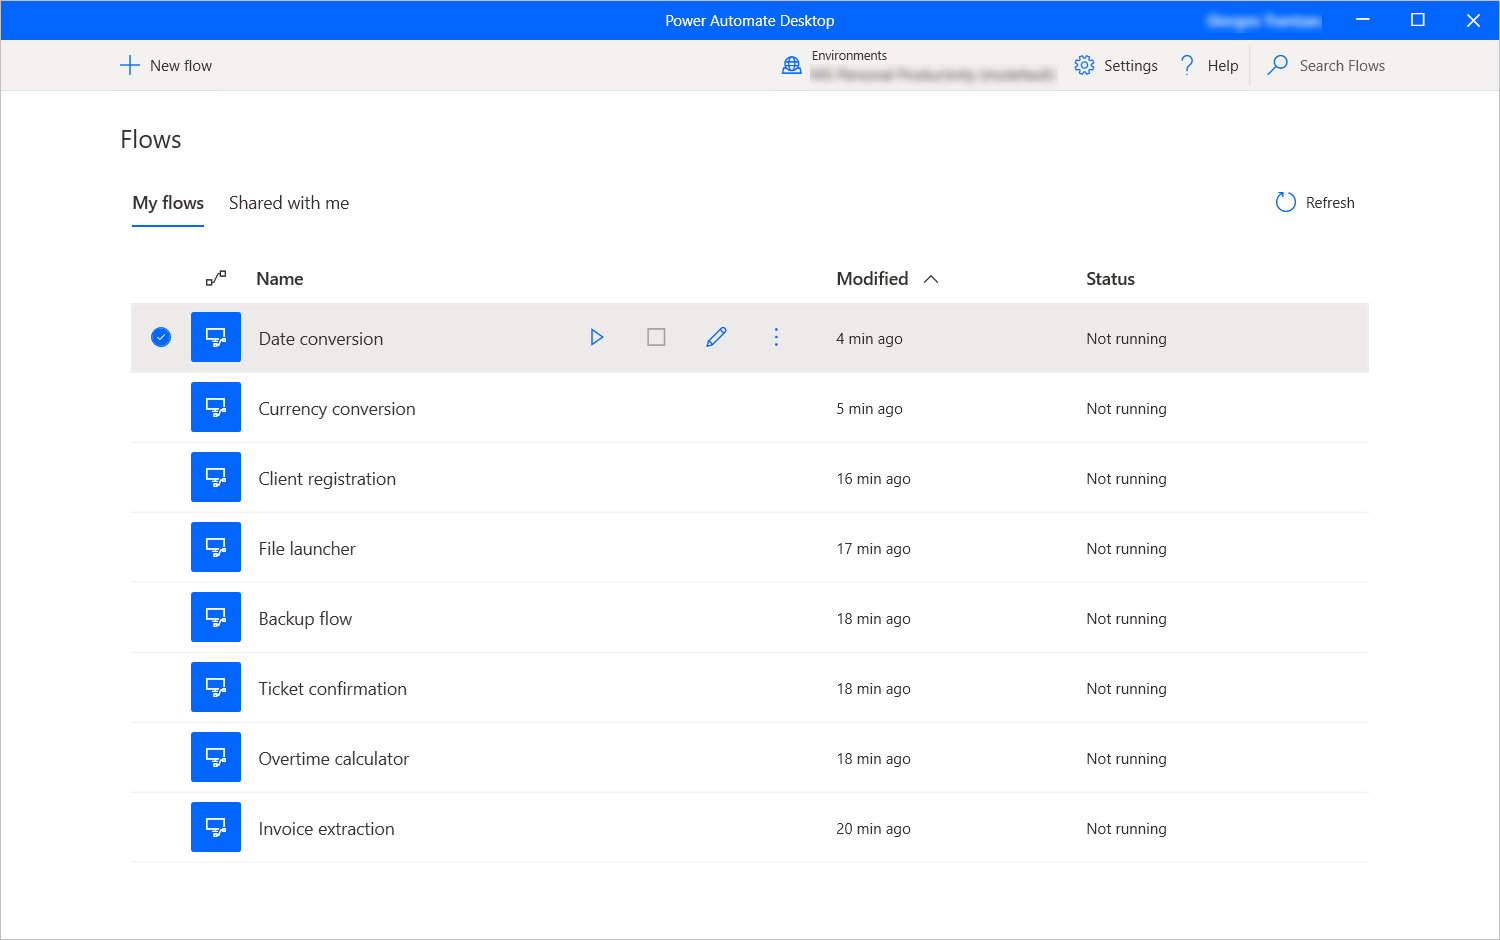 Power Automate Desktop
New flow
Environments
Settings
Help
Search Flows
Flows
My flows
Shared with me
Refresh
Name
Modified
Status
Date conversion
4 min ago
Not running
Currency conversion
5 min ago
Not running
Client registration
16 min ago
Not running
File launcher
17 min ago
Not running
Backup flow
18 min ago
Not running
Ticket confirmation
18 min ago
Not running
Overtime calculator
18 min ago
Not running
Invoice extraction
20 min ago
Not running